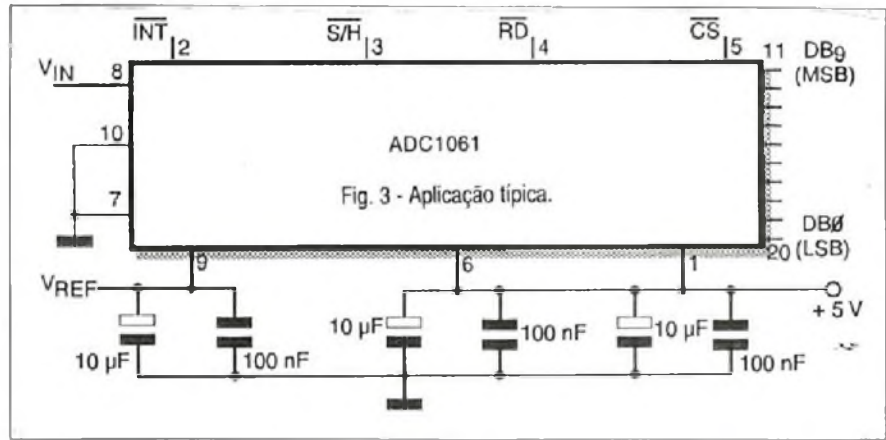 INT S/H RD CS
2 3 4 5
11 DB9
(MSB)
VIN 8
10
ADC1061
Fig. 3 - Aplicação típica.
7
DBØ
20 (LSB)
9 6 1
VREF
+ 5 V
10 µF 100 nF 10 µF 100 nF 10 µF 100 nF